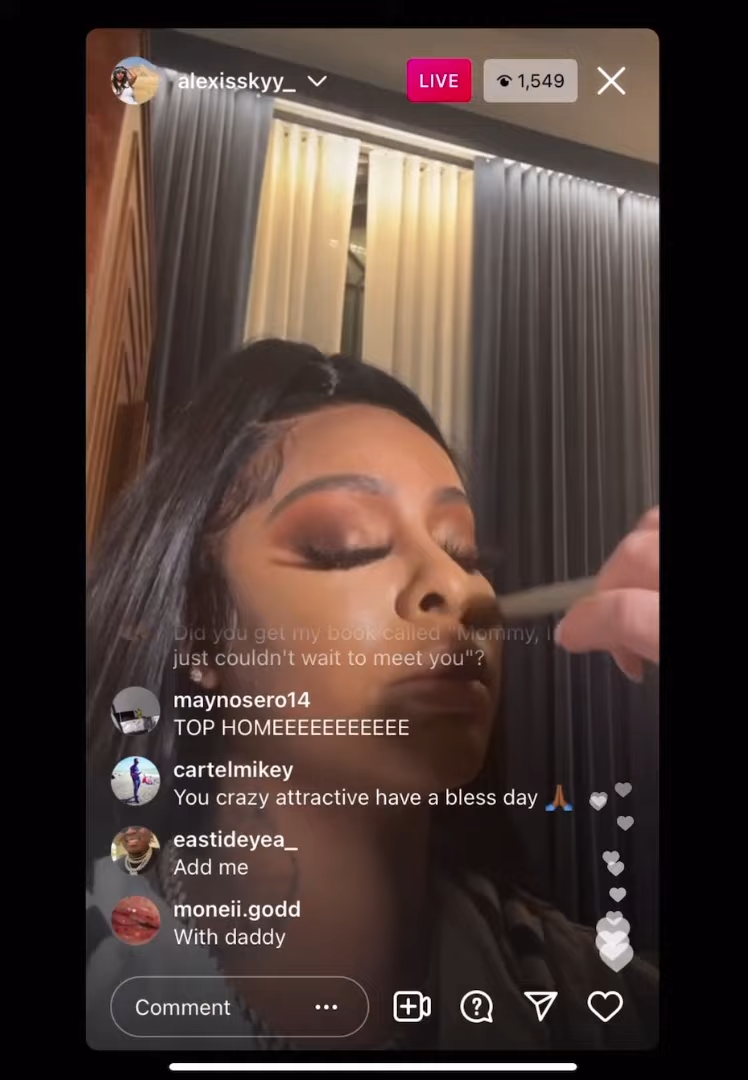 alexisskyy_
LIVE
1,549
Did you get my book called "Mommy, I
just couldn't wait to meet you"?
maynosero14
TOP HOMEEEEEEEEEEE
cartelmikey
You crazy attractive have a bless day 🙏🏾
eastideyea_
Add me
moneii.godd
With daddy
Comment